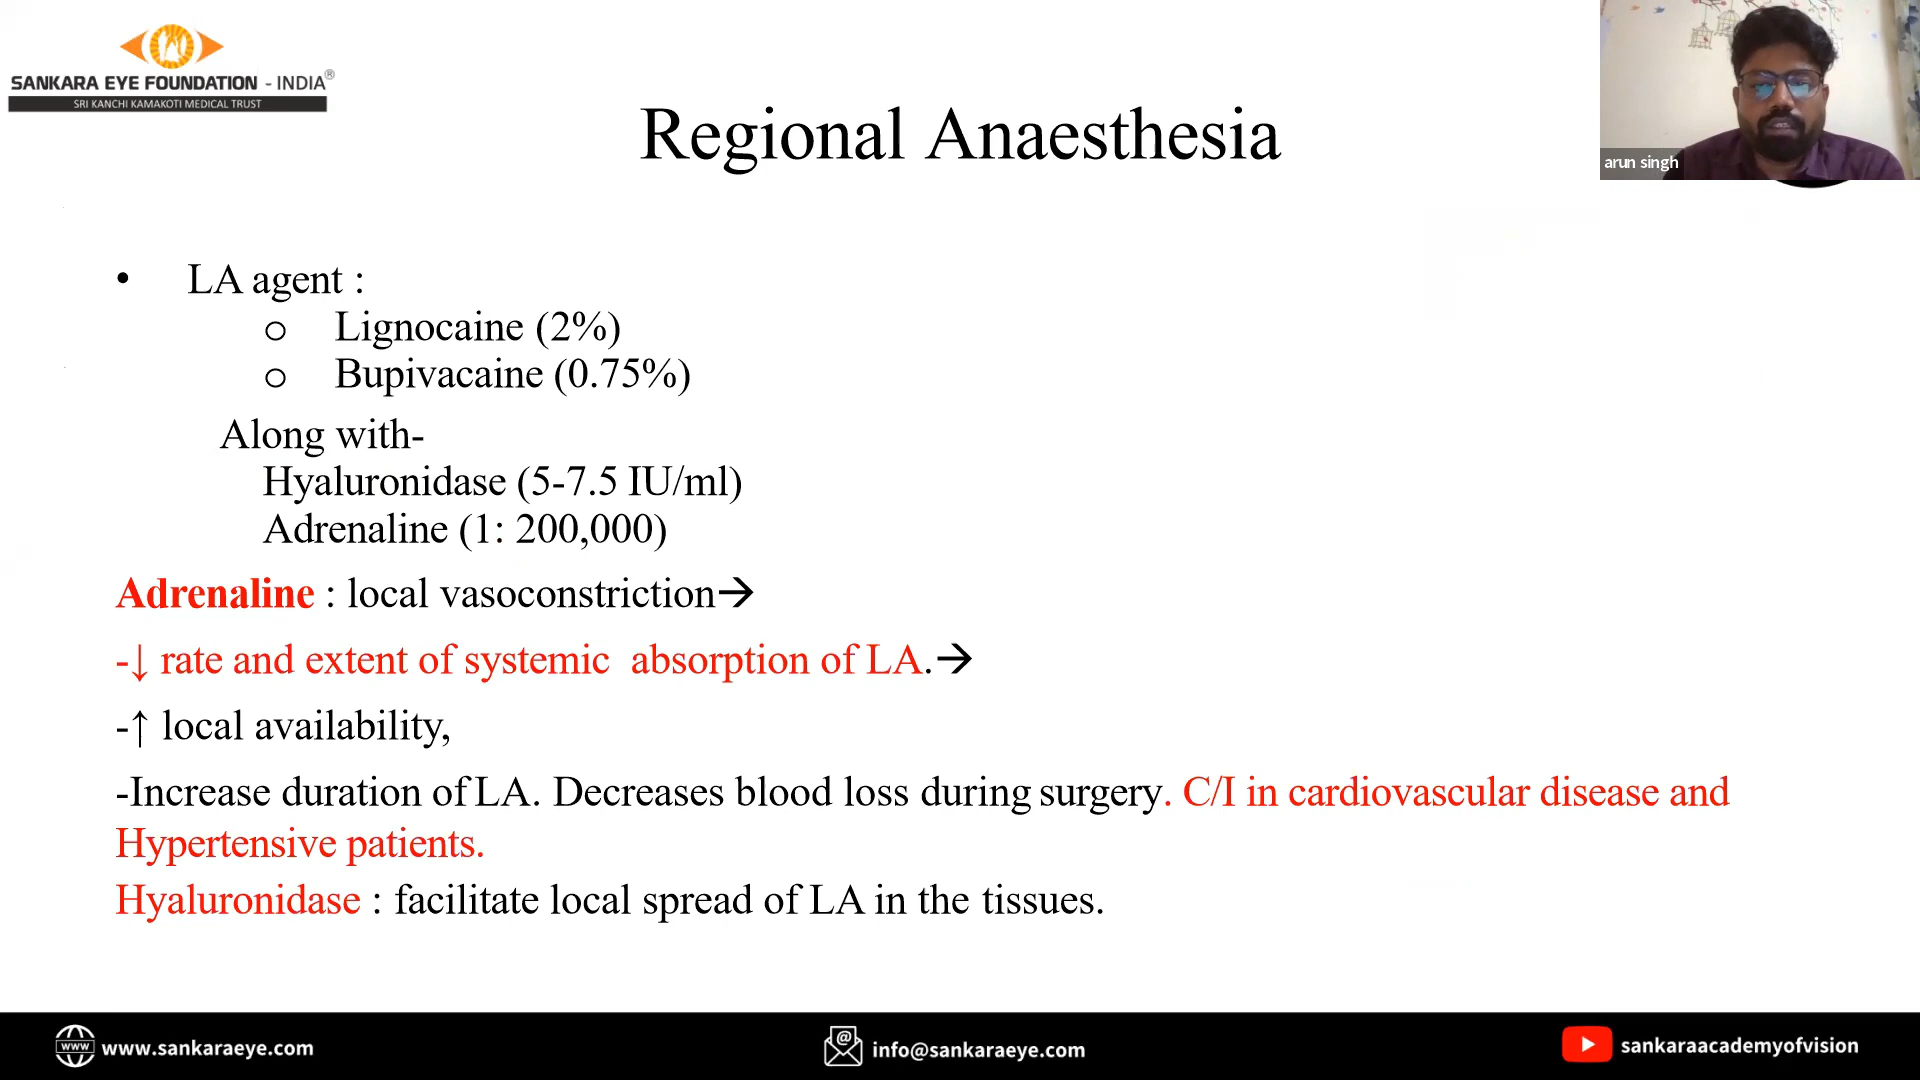 SANKARA EYE FOUNDATION - INDIA®
SRI KANCHI KAMAKOTI MEDICAL TRUST
Regional Anaesthesia
arun singh
• LA agent :
o Lignocaine (2%)
o Bupivacaine (0.75%)
Along with-
Hyaluronidase (5-7.5 IU/ml)
Adrenaline (1: 200,000)
Adrenaline : local vasoconstriction→
-↓ rate and extent of systemic absorption of LA.→
-↑ local availability,
-Increase duration of LA. Decreases blood loss during surgery. C/I in cardiovascular disease and
Hypertensive patients.
Hyaluronidase : facilitate local spread of LA in the tissues.
www www.sankaraeye.com
@ info@sankaraeye.com
sankaraacademyofvision